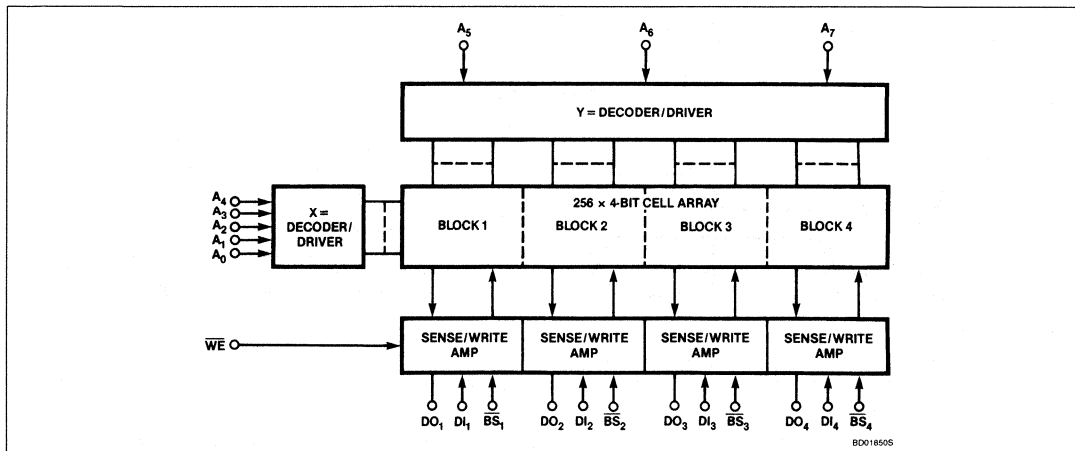 A5 A6 A7
Y = DECODER/DRIVER
256 × 4-BIT CELL ARRAY
A4
A3
A2
A1
A0
X =
DECODER/
DRIVER
BLOCK 1 BLOCK 2 BLOCK 3 BLOCK 4
WE
SENSE/WRITE
AMP
SENSE/WRITE
AMP
SENSE/WRITE
AMP
SENSE/WRITE
AMP
DO1 DI1 BS1 DO2 DI2 BS2 DO3 DI3 BS3 DO4 DI4 BS4
BD01850S